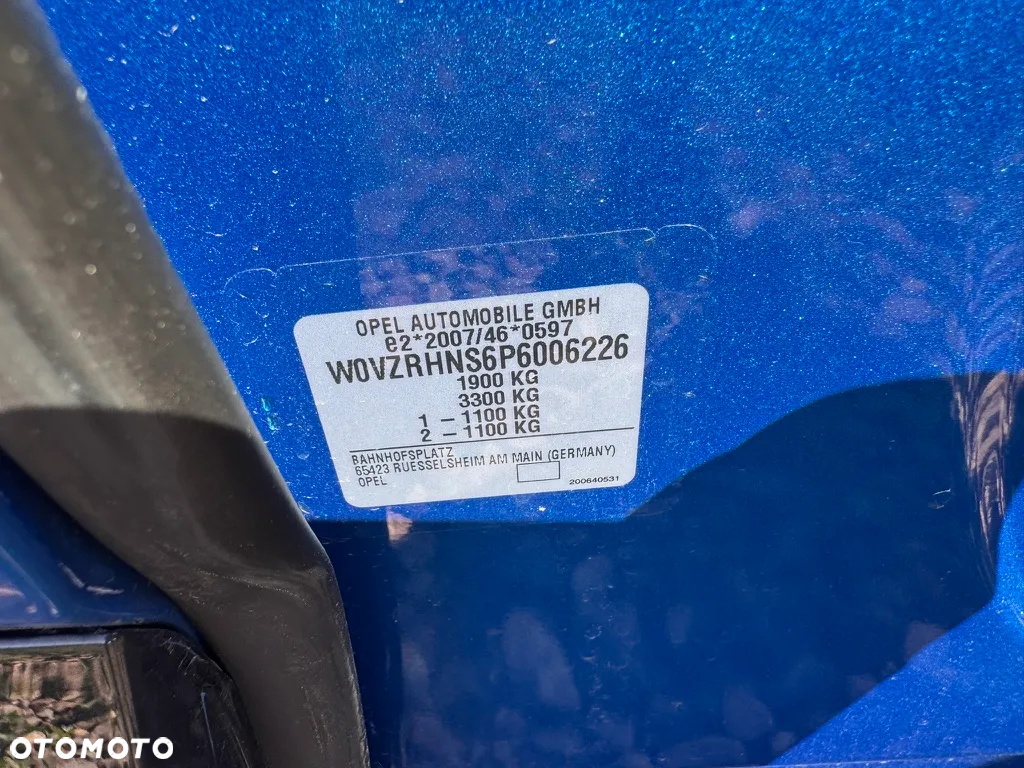 OPEL AUTOMOBILE GMBH
e2*2007/46*0597
W0VZRHNS6P6006226
1900 KG
3300 KG
1 – 1100 KG
2 – 1100 KG
BAHNHOFSPLATZ
65423 RUESSELSHEIM AM MAIN (GERMANY)
OPEL
200640531
OTOMOTO